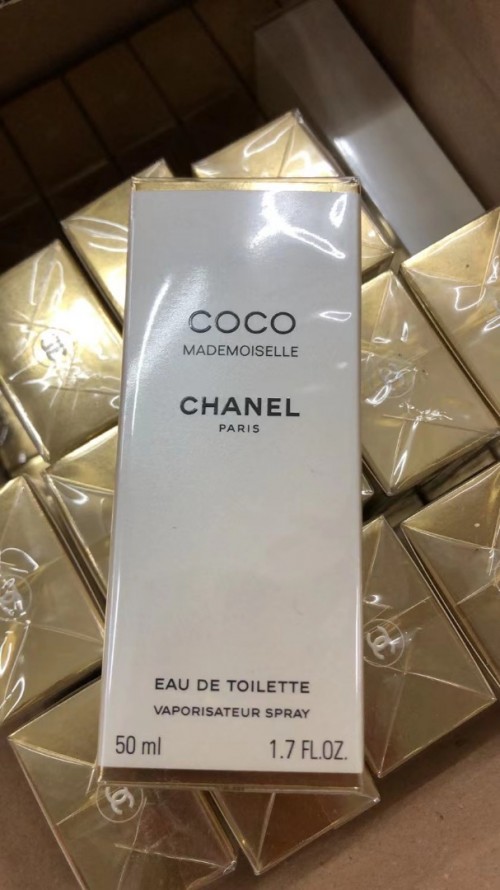 COCO
MADEMOISELLE
CHANEL
PARIS
EAU DE TOILETTE
VAPORISATEUR SPRAY
50 ml 1.7 FL.OZ.